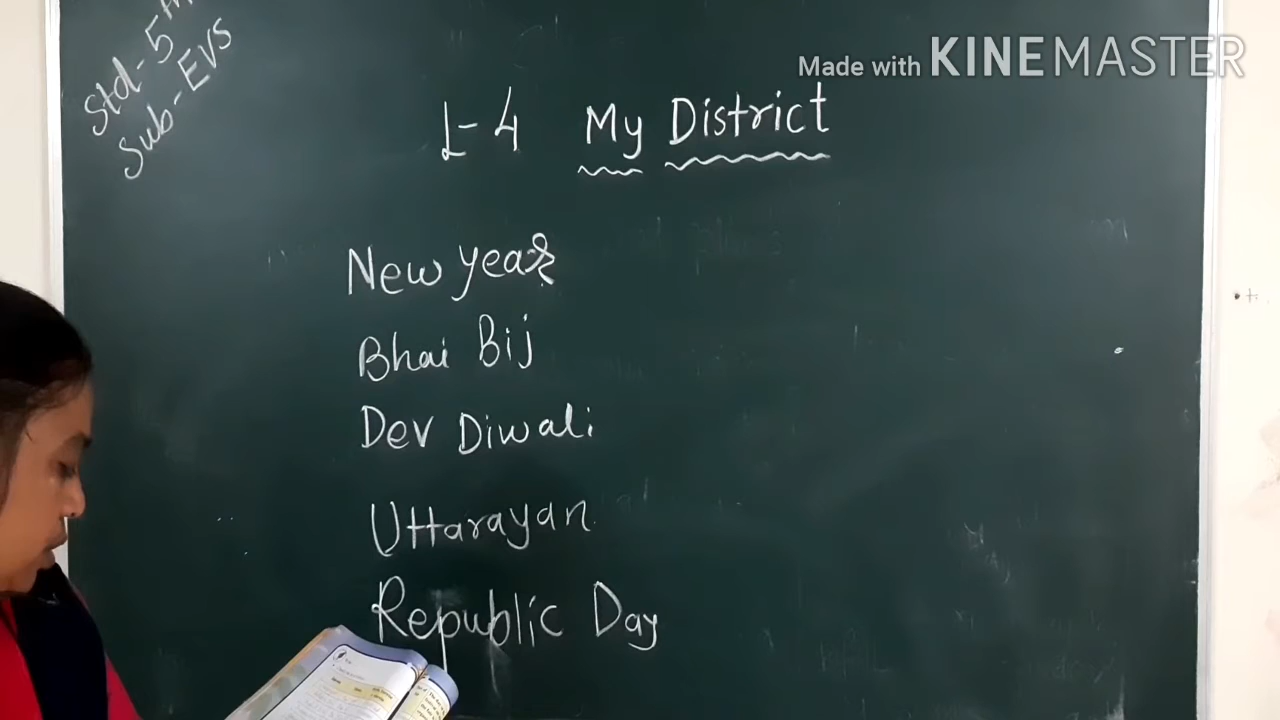 Std-5th
Sub-EVS
Made with KINEMASTER
L-4 My District
New year
Bhai Bij
Dev Diwali
Uttarayan
Republic Day